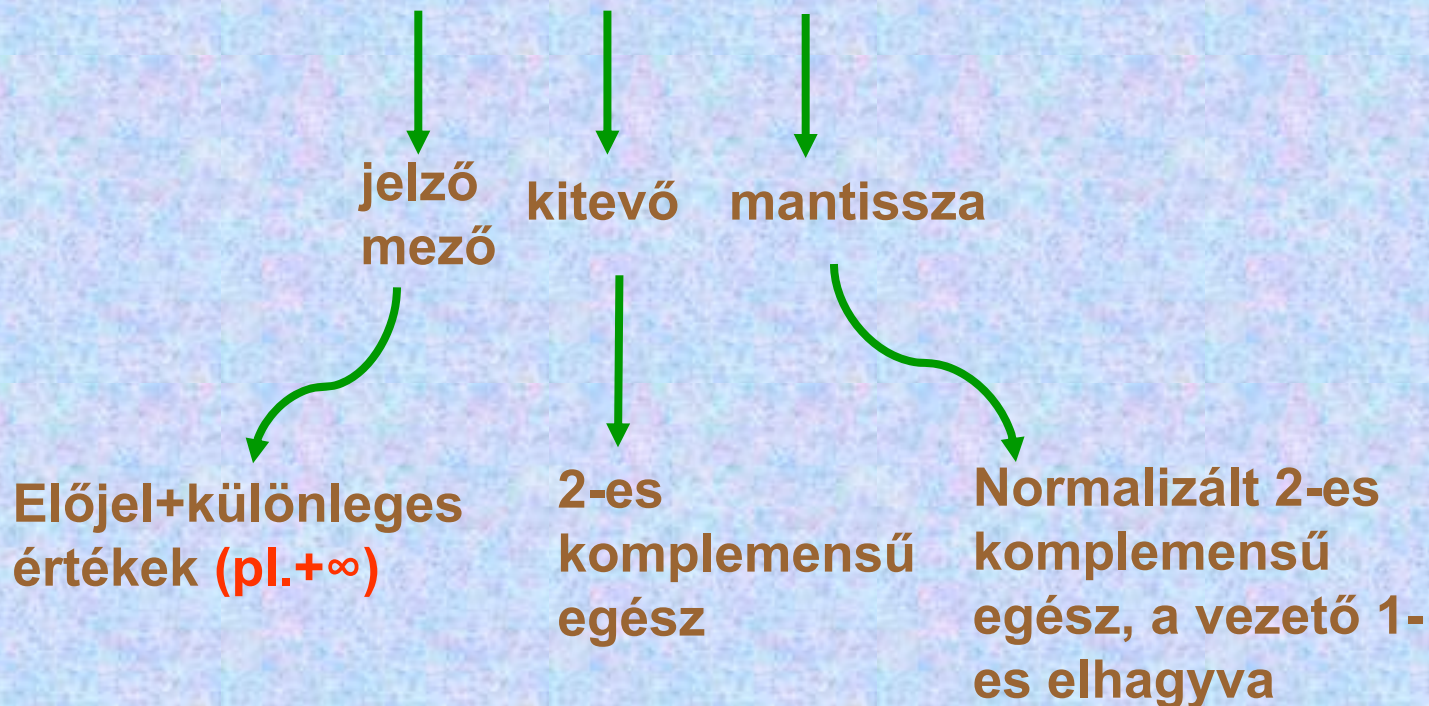 jelző
mező
kitevő
mantissza
Előjel+különleges
értékek (pl.+∞)
2-es
komplemensű
egész
Normalizált 2-es
komplemensű
egész, a vezető 1-
es elhagyva